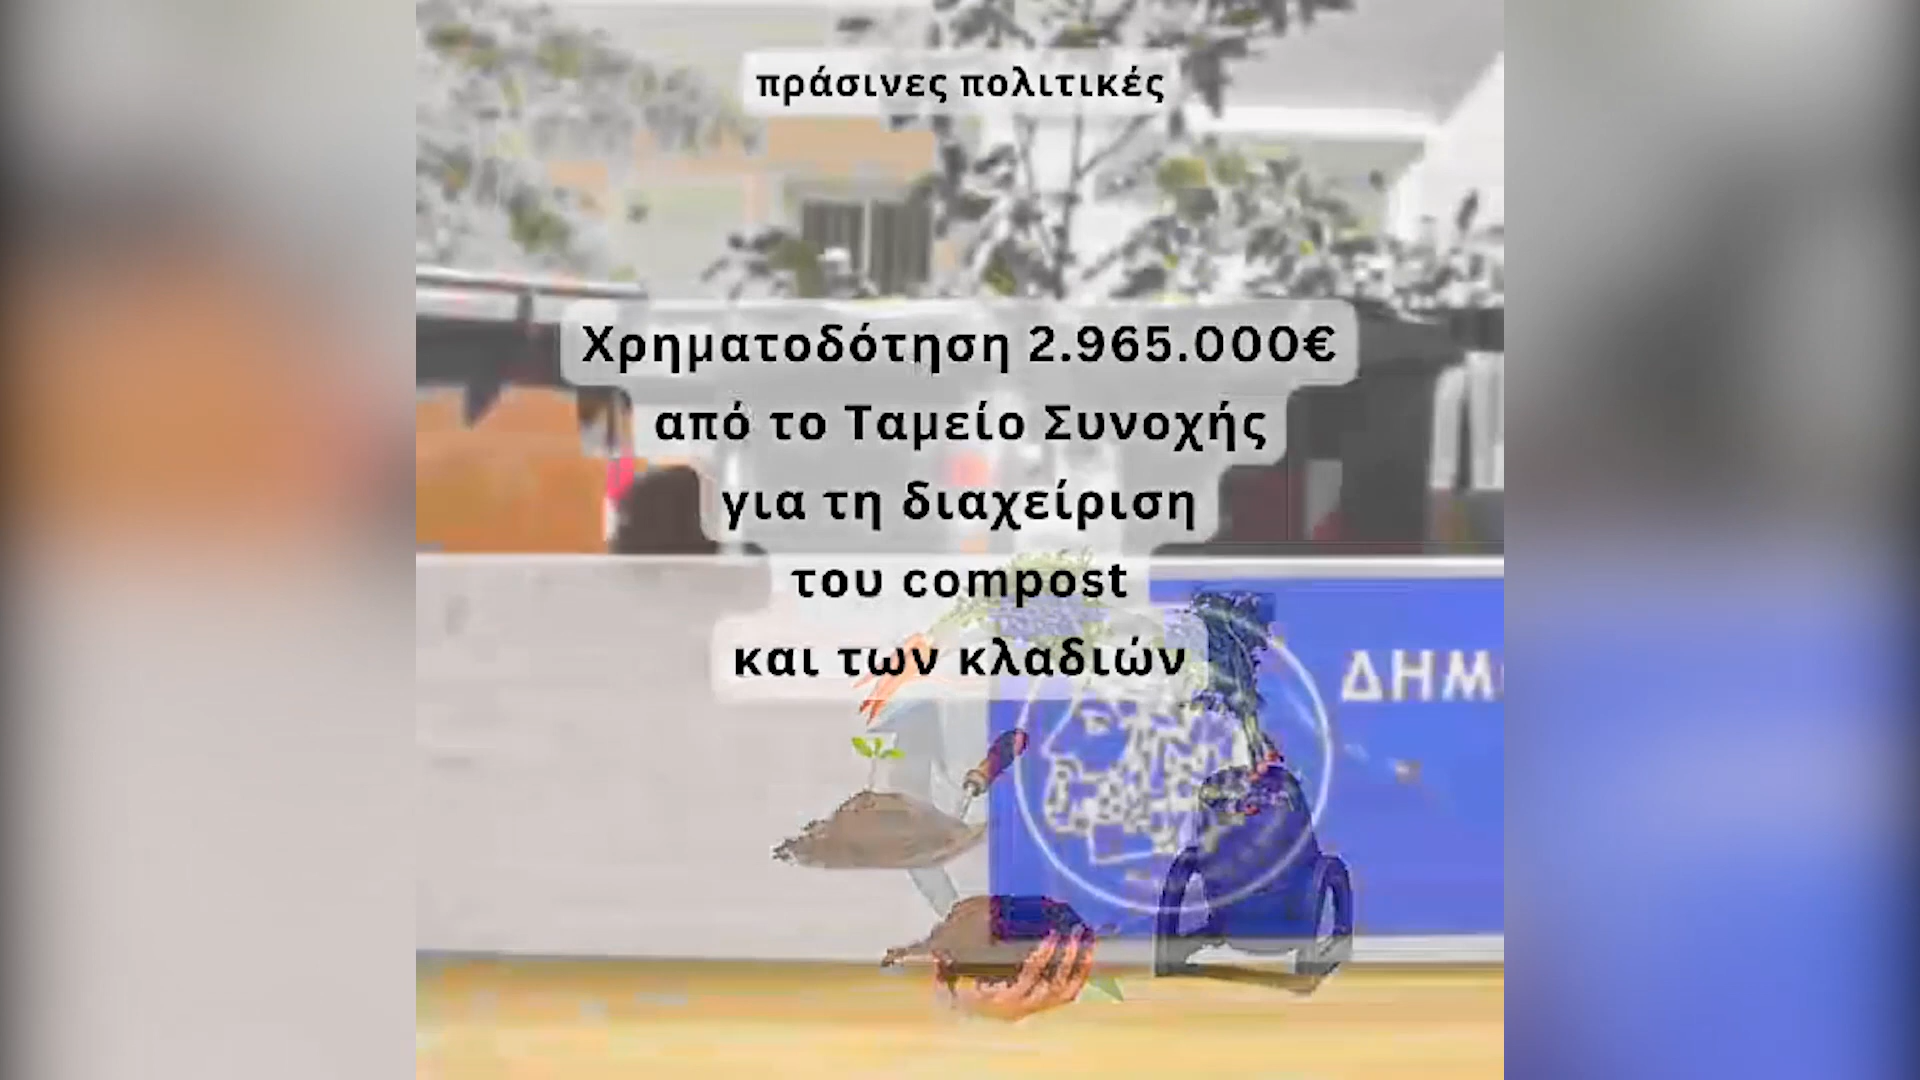 πράσινες πολιτικές
Χρηματοδότηση 2.965.000€
από το Ταμείο Συνοχής
για τη διαχείριση
του compost
και των κλαδιών